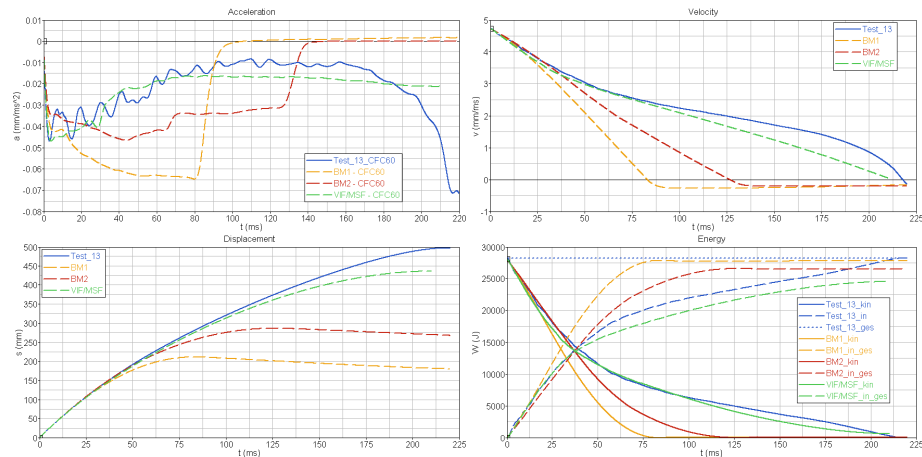 Acceleration
a (mm/ms^2)
0.01
0
-0.01
-0.02
-0.03
-0.04
-0.05
-0.06
-0.07
-0.08
0 20 40 60 80 100 120 140 160 180 200 220
t (ms)
Test_13_CFC60
BM1 - CFC60
BM2 - CFC60
VIF/MSF - CFC60
Velocity
v (mm/ms)
5
4
3
2
1
0
-1
0 25 50 75 100 125 150 175 200 225
t (ms)
Test_13
BM1
BM2
VIF/MSF
Displacement
s (mm)
500
450
400
350
300
250
200
150
100
50
0
0 25 50 75 100 125 150 175 200 225
t (ms)
Test_13
BM1
BM2
VIF/MSF
Energy
W (J)
30000
25000
20000
15000
10000
5000
0
0 25 50 75 100 125 150 175 200 225
t (ms)
Test_13_kin
Test_13_in
Test_13_ges
BM1_kin
BM1_in_ges
BM2_kin
BM2_in_ges
VIF/MSF_kin
VIF/MSF_in_ges